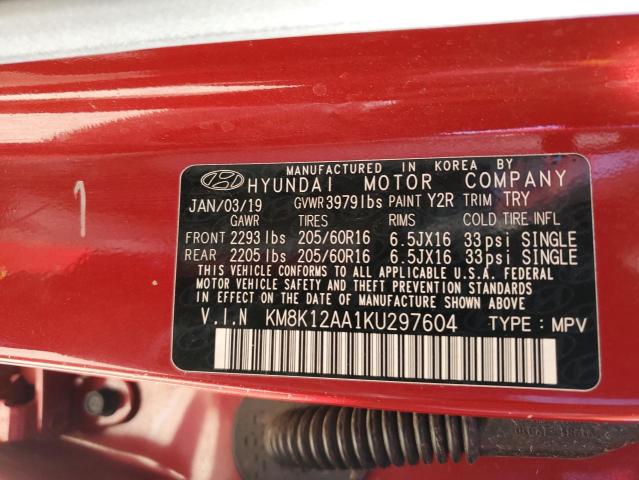 1
MANUFACTURED IN KOREA BY
HYUNDAI MOTOR COMPANY
JAN/03/19 GVWR 3979 lbs PAINT Y2R TRIM TRY
GAWR TIRES RIMS COLD TIRE INFL
FRONT 2293 lbs 205/60R16 6.5JX16 33psi SINGLE
REAR 2205 lbs 205/60R16 6.5JX16 33psi SINGLE
THIS VEHICLE CONFORMS TO ALL APPLICABLE U.S.A. FEDERAL
MOTOR VEHICLE SAFETY AND THEFT PREVENTION STANDARDS
IN EFFECT ON THE DATE OF MANUFACTURE SHOWN ABOVE
V.I.N KM8K12AA1KU297604 TYPE : MPV